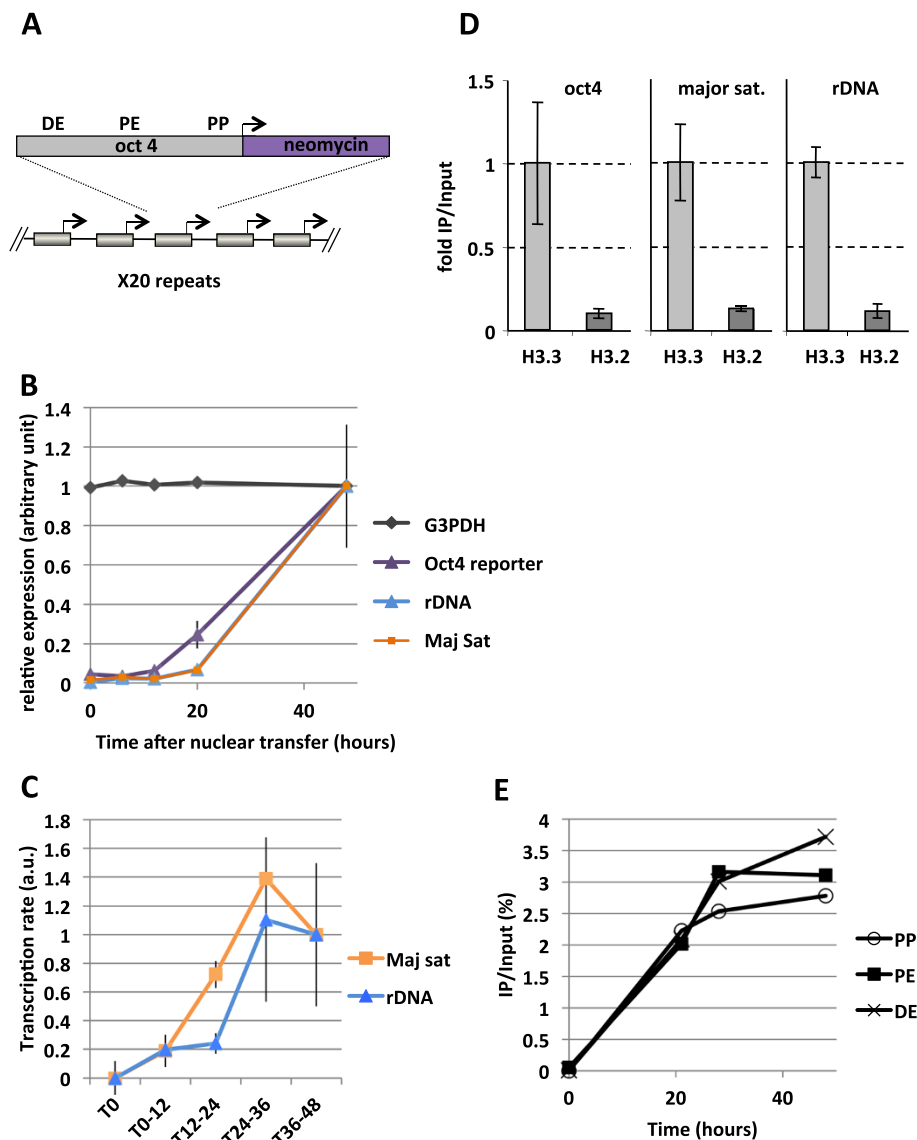 A
DE PE PP
oct 4 neomycin
X20 repeats
B
relative expression (arbitrary unit)
1.4
1.2
1
0.8
0.6
0.4
0.2
0
0 20 40
Time after nuclear transfer (hours)
G3PDH
Oct4 reporter
rDNA
Maj Sat
C
Transcription rate (a.u.)
1.8
1.6
1.4
1.2
1
0.8
0.6
0.4
0.2
0
T0 T0-12 T12-24 T24-36 T36-48
Maj sat
rDNA
D
fold IP/Input
1.5
1
0.5
0
oct4 major sat. rDNA
H3.3 H3.2 H3.3 H3.2 H3.3 H3.2
E
IP/Input (%)
4
3.5
3
2.5
2
1.5
1
0.5
0
0 20 40
Time (hours)
PP
PE
DE